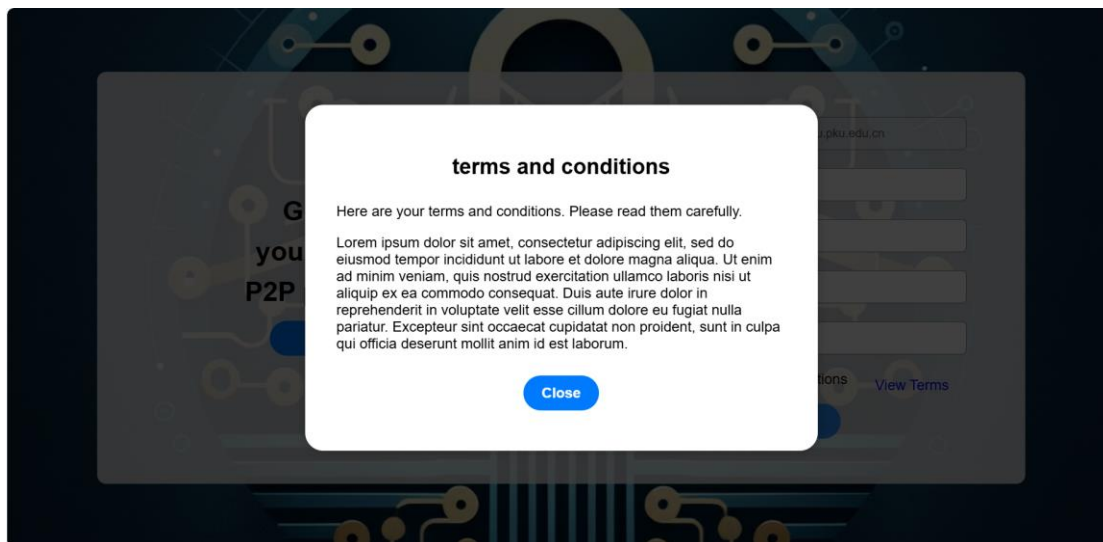 terms and conditions
Here are your terms and conditions. Please read them carefully.
Lorem ipsum dolor sit amet, consectetur adipiscing elit, sed do
eiusmod tempor incididunt ut labore et dolore magna aliqua. Ut enim
ad minim veniam, quis nostrud exercitation ullamco laboris nisi ut
aliquip ex ea commodo consequat. Duis aute irure dolor in
reprehenderit in voluptate velit esse cillum dolore eu fugiat nulla
pariatur. Excepteur sint occaecat cupidatat non proident, sunt in culpa
qui officia deserunt mollit anim id est laborum.
Close
G
you
P2P
.pku.edu.cn
tions
View Terms